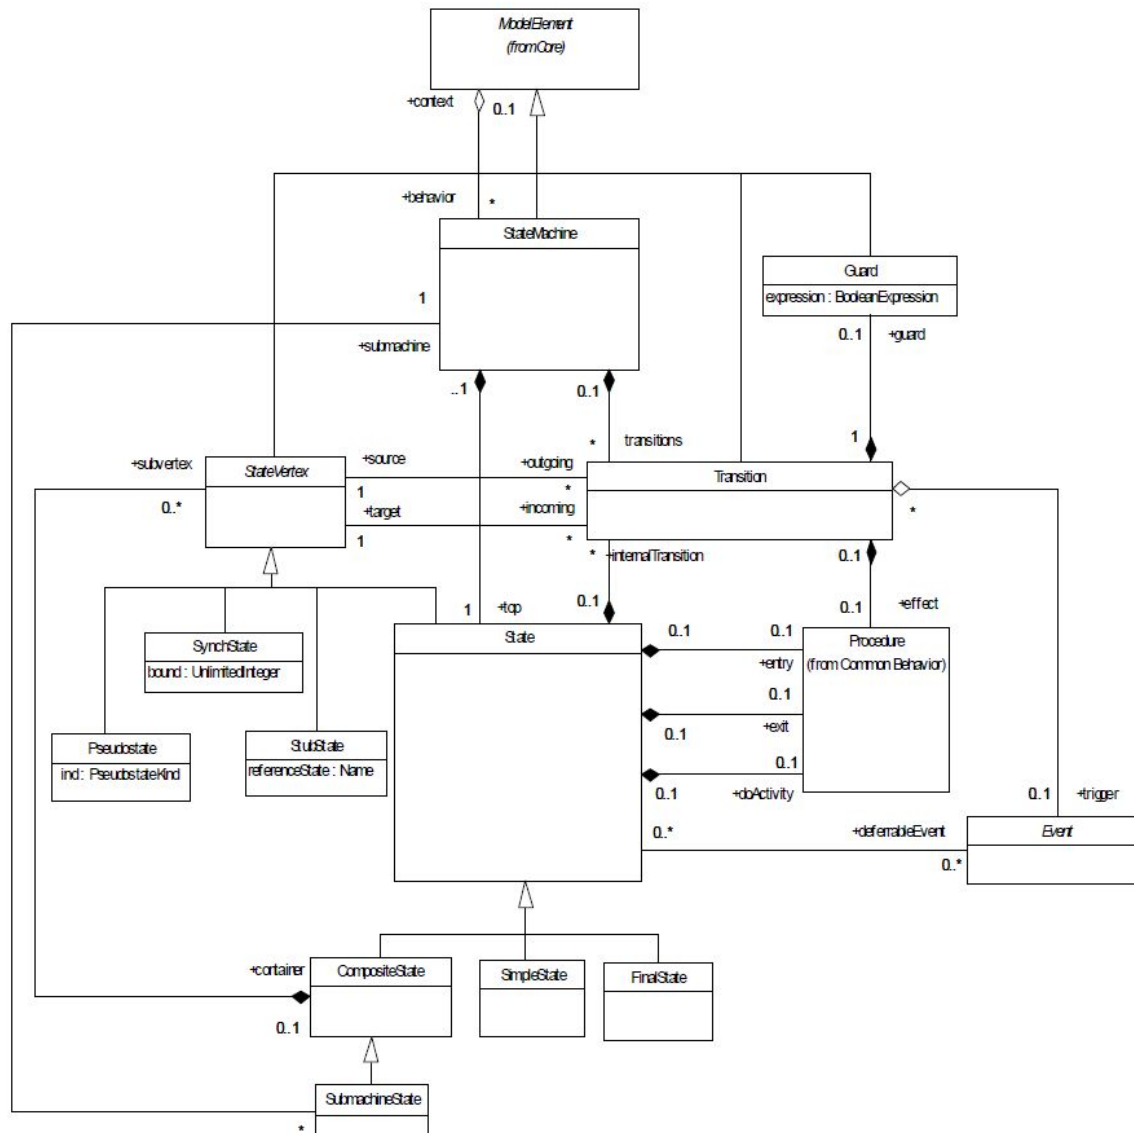 ModelElement
(from Core)
+context
0..1
+behavior
*
StateMachine
Guard
expression : BooleanExpression
1
0..1
+guard
+submachine
..1
0..1
*
transitions
1
+subvertex
StateVertex
+source
+outgoing
Transition
0..*
1
*
*
+target
+incoming
1
*
*
+internalTransition
0..1
1
+top
0..1
0..1
+effect
State
0..1
0..1
Procedure
(from Common Behavior)
SynchState
bound : UnlimitedInteger
+entry
0..1
Pseudostate
ind : PseudostateKind
StubState
referenceState : Name
0..1
+exit
0..1
0..1
+doActivity
0..1
+trigger
0..*
+deferrableEvent
Event
0..*
+container
CompositeState
SimpleState
FinalState
0..1
SubmachineState
*